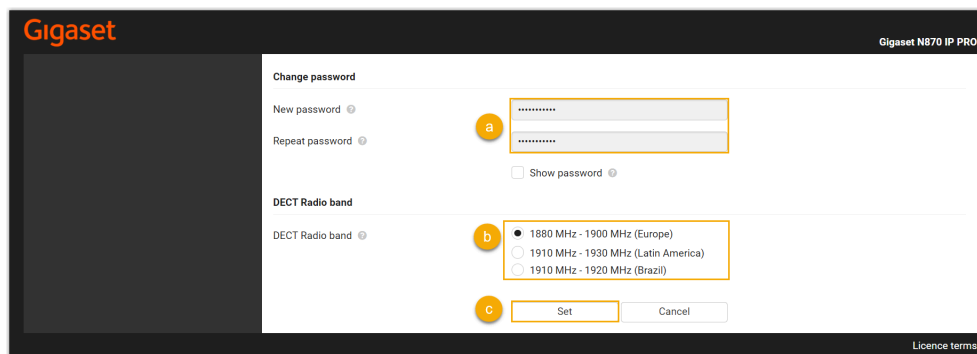 Gigaset
Gigaset N870 IP PRO
Change password
New password
•••••••••••
a
Repeat password
•••••••••••
Show password
DECT Radio band
DECT Radio band
b
1880 MHz - 1900 MHz (Europe)
1910 MHz - 1930 MHz (Latin America)
1910 MHz - 1920 MHz (Brazil)
c
Set Cancel
Licence terms